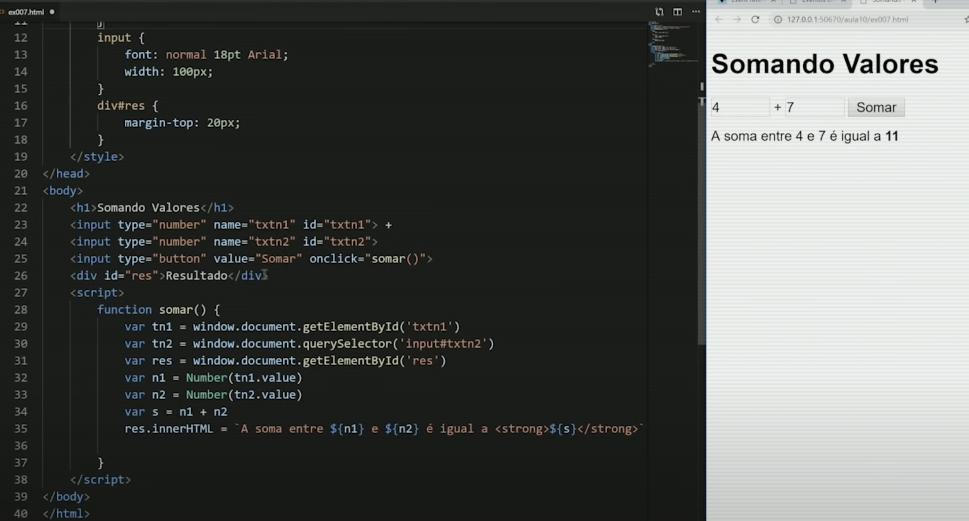 ex007.html
11 }
12 input {
13 font: normal 18pt Arial;
14 width: 100px;
15 }
16 div#res {
17 margin-top: 20px;
18 }
19 </style>
20 </head>
21 <body>
22 <h1>Somando Valores</h1>
23 <input type="number" name="txtn1" id="txtn1"> +
24 <input type="number" name="txtn2" id="txtn2">
25 <input type="button" value="Somar" onclick="somar()">
26 <div id="res">Resultado</div>
27 <script>
28 function somar() {
29 var tn1 = window.document.getElementById('txtn1')
30 var tn2 = window.document.querySelector('input#txtn2')
31 var res = window.document.getElementById('res')
32 var n1 = Number(tn1.value)
33 var n2 = Number(tn2.value)
34 var s = n1 + n2
35 res.innerHTML = `A soma entre ${n1} e ${n2} é igual a <strong>${s}</strong>`
36
37 }
38 </script>
39 </body>
40 </html>
127.0.0.1:50670/aula10/ex007.html
Somando Valores
4 + 7 Somar
A soma entre 4 e 7 é igual a 11